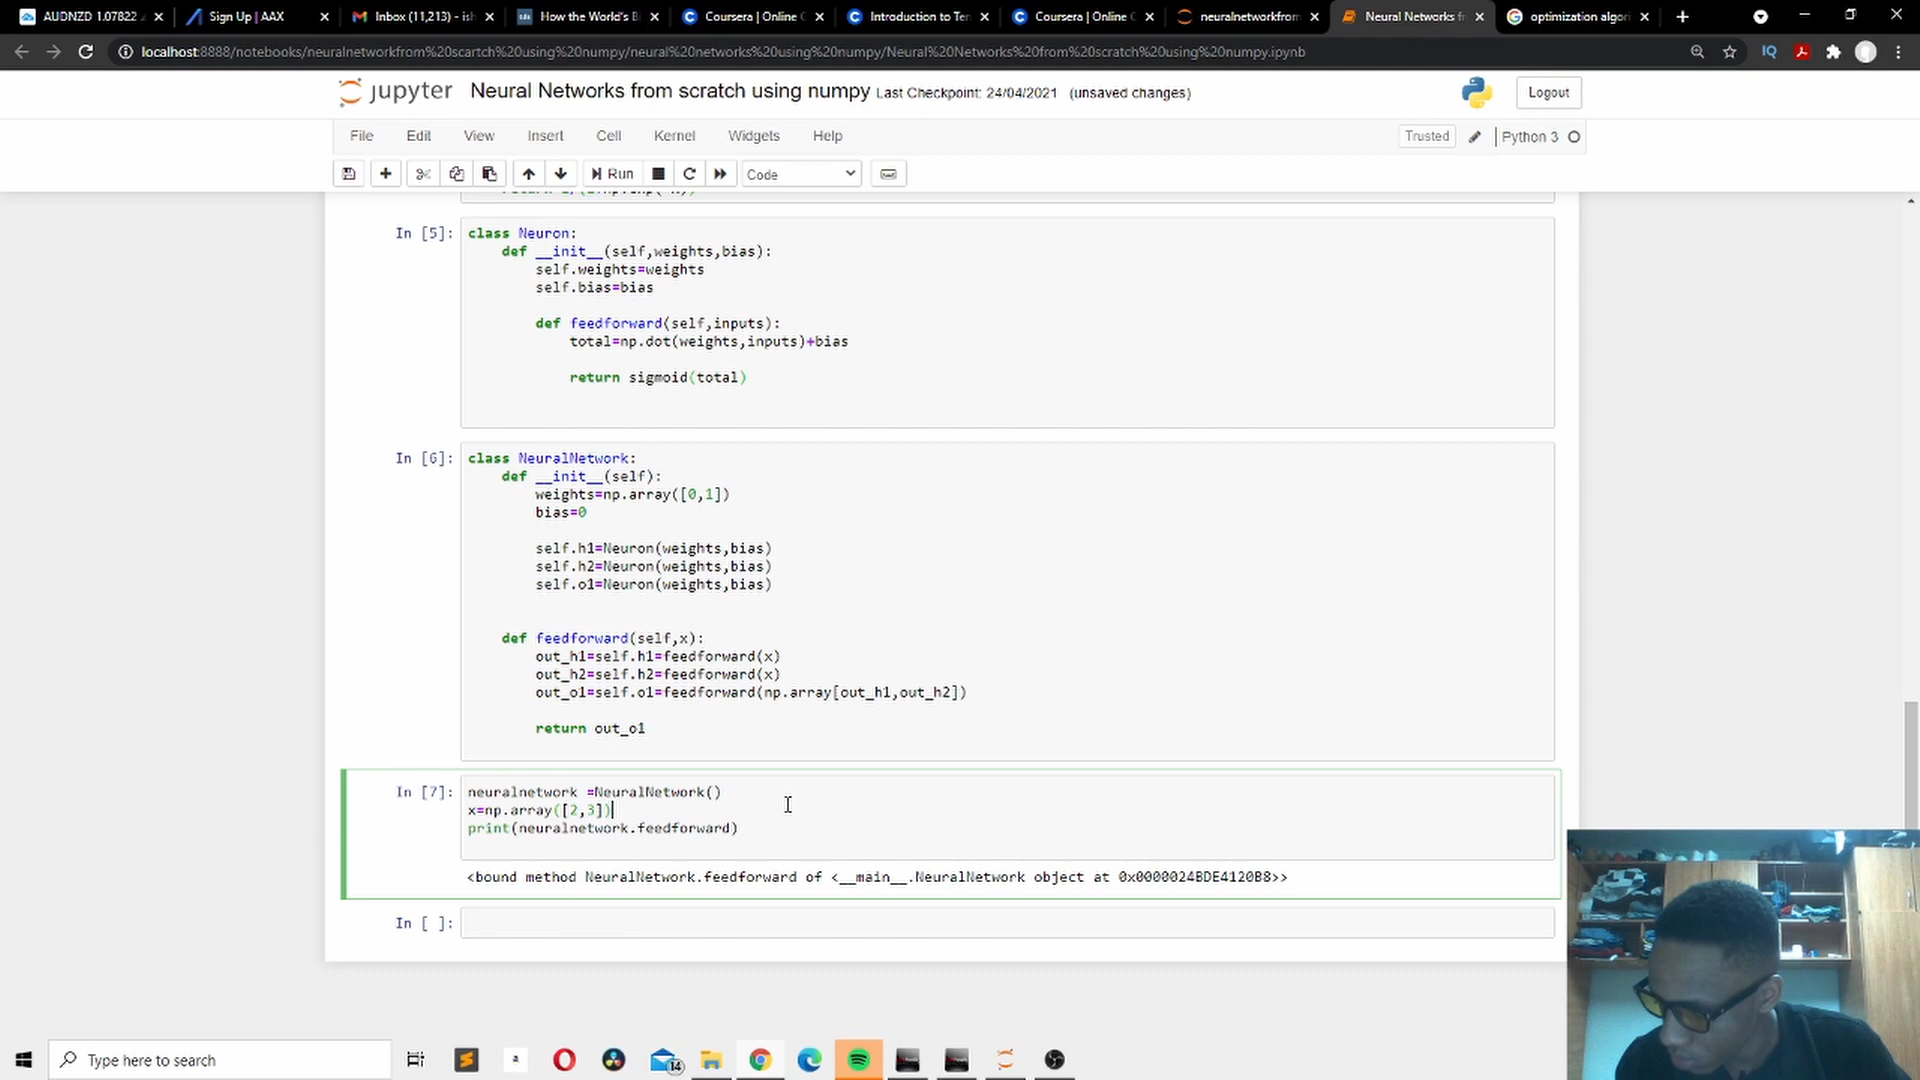 AUDNZD 1.07822
Sign Up | AAX
Inbox (11,213) - is
How the World's B
Coursera | Online C
Introduction to Ten
Coursera | Online C
neuralnetworkfrom
Neural Networks f
optimization algori
localhost:8888/notebooks/neuralnetworkfrom%20scartch%20using%20numpy/neural%20networks%20using%20numpy/Neural%20Networks%20from%20scratch%20using%20numpy.ipynb
jupyter Neural Networks from scratch using numpy Last Checkpoint: 24/04/2021 (unsaved changes)
Logout
File Edit View Insert Cell Kernel Widgets Help
Trusted
Python 3
Run
Code
In [5]:
class Neuron:
def __init__(self,weights,bias):
self.weights=weights
self.bias=bias
def feedforward(self,inputs):
total=np.dot(weights,inputs)+bias
return sigmoid(total)
In [6]:
class NeuralNetwork:
def __init__(self):
weights=np.array([0,1])
bias=0
self.h1=Neuron(weights,bias)
self.h2=Neuron(weights,bias)
self.o1=Neuron(weights,bias)
def feedforward(self,x):
out_h1=self.h1=feedforward(x)
out_h2=self.h2=feedforward(x)
out_o1=self.o1=feedforward(np.array[out_h1,out_h2])
return out_o1
In [7]:
neuralnetwork =NeuralNetwork()
x=np.array([2,3])
print(neuralnetwork.feedforward)
<bound method NeuralNetwork.feedforward of <__main__.NeuralNetwork object at 0x0000024BDE4120B8>>
In [ ]:
Type here to search
14